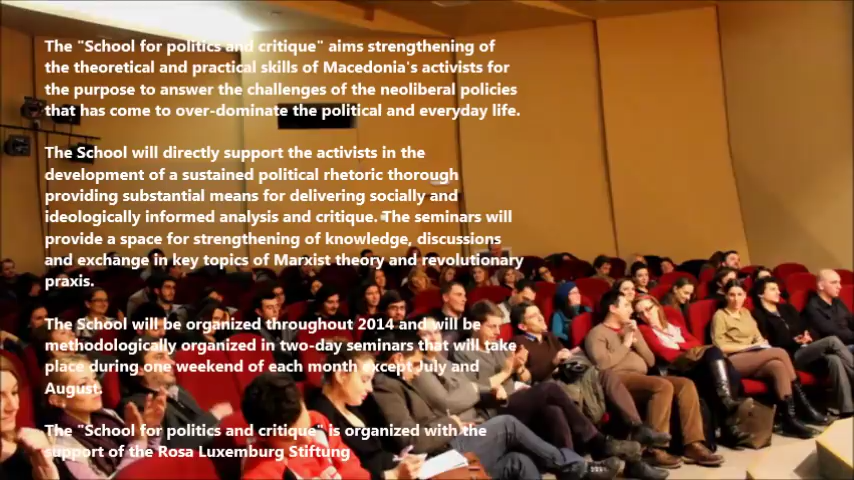 The "School for politics and critique" aims strengthening of
the theoretical and practical skills of Macedonia's activists for
the purpose to answer the challenges of the neoliberal policies
that has come to over-dominate the political and everyday life.
The School will directly support the activists in the
development of a sustained political rhetoric thorough
providing substantial means for delivering socially and
ideologically informed analysis and critique. The seminars will
provide a space for strengthening of knowledge, discussions
and exchange in key topics of Marxist theory and revolutionary
praxis.
The School will be organized throughout 2014 and will be
methodologically organized in two-day seminars that will take
place during one weekend of each month except July and
August.
The "School for politics and critique" is organized with the
support of the Rosa Luxemburg Stiftung